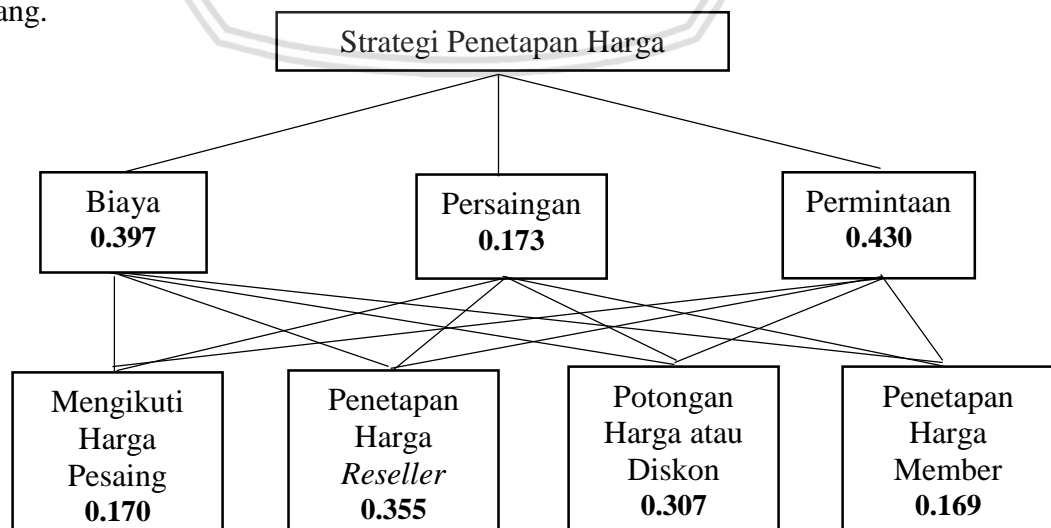 ang.
Strategi Penetapan Harga
Biaya
0.397
Persaingan
0.173
Permintaan
0.430
Mengikuti
Harga
Pesaing
0.170
Penetapan
Harga
Reseller
0.355
Potongan
Harga atau
Diskon
0.307
Penetapan
Harga
Member
0.169